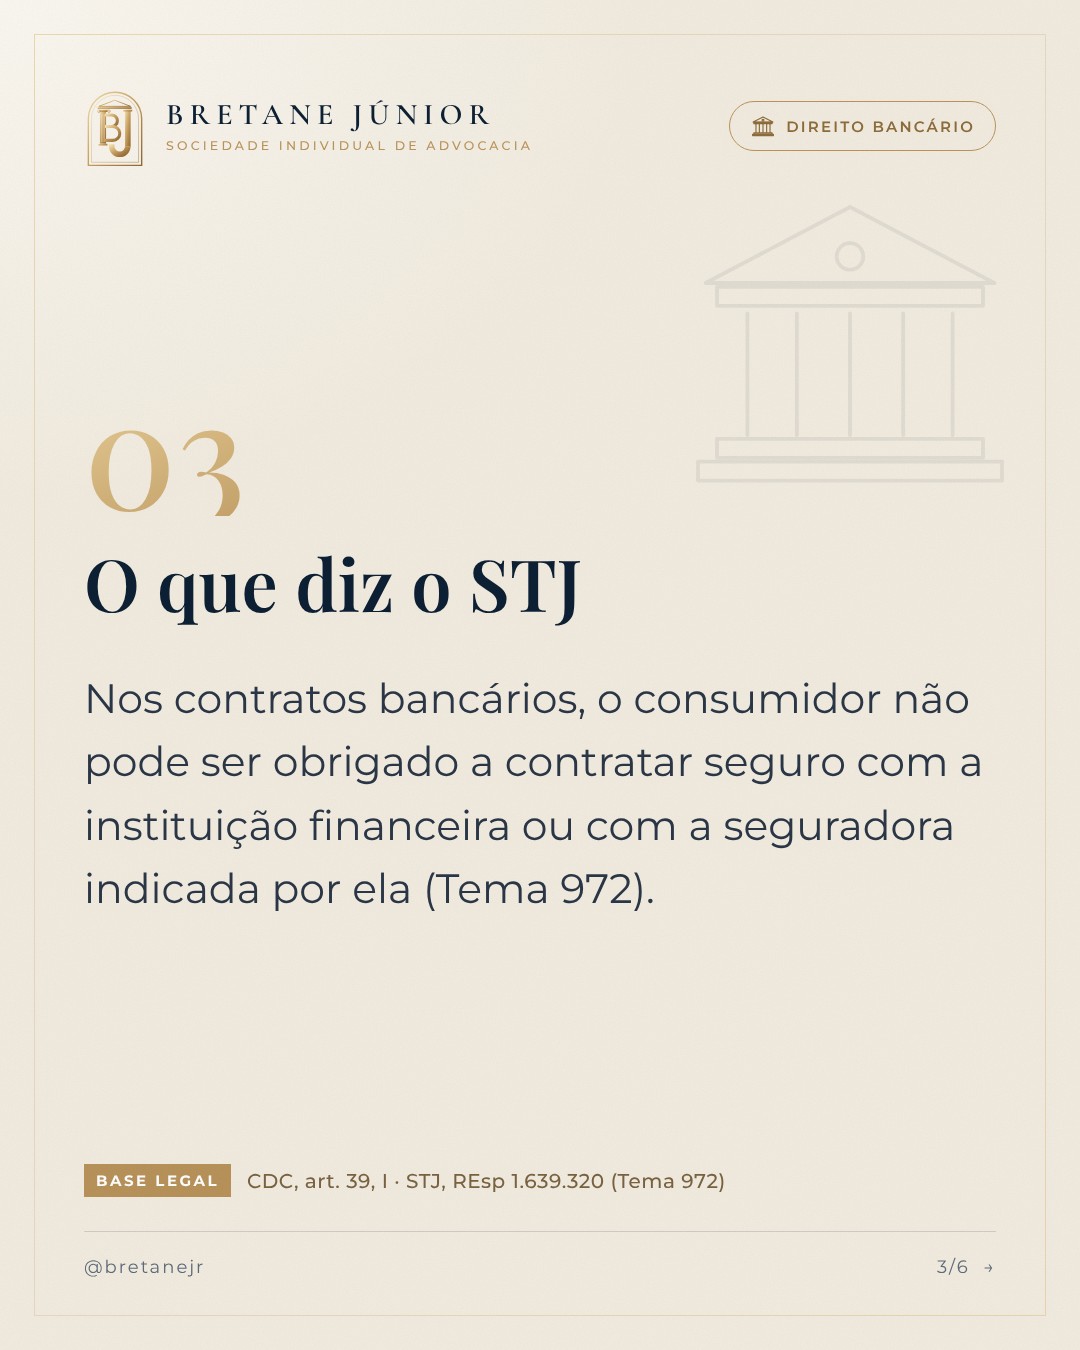 BJ
BRETANE JÚNIOR
SOCIEDADE INDIVIDUAL DE ADVOCACIA
DIREITO BANCÁRIO
03
O que diz o STJ
Nos contratos bancários, o consumidor não
pode ser obrigado a contratar seguro com a
instituição financeira ou com a seguradora
indicada por ela (Tema 972).
BASE LEGAL CDC, art. 39, I · STJ, REsp 1.639.320 (Tema 972)
@bretanejr
3/6 →